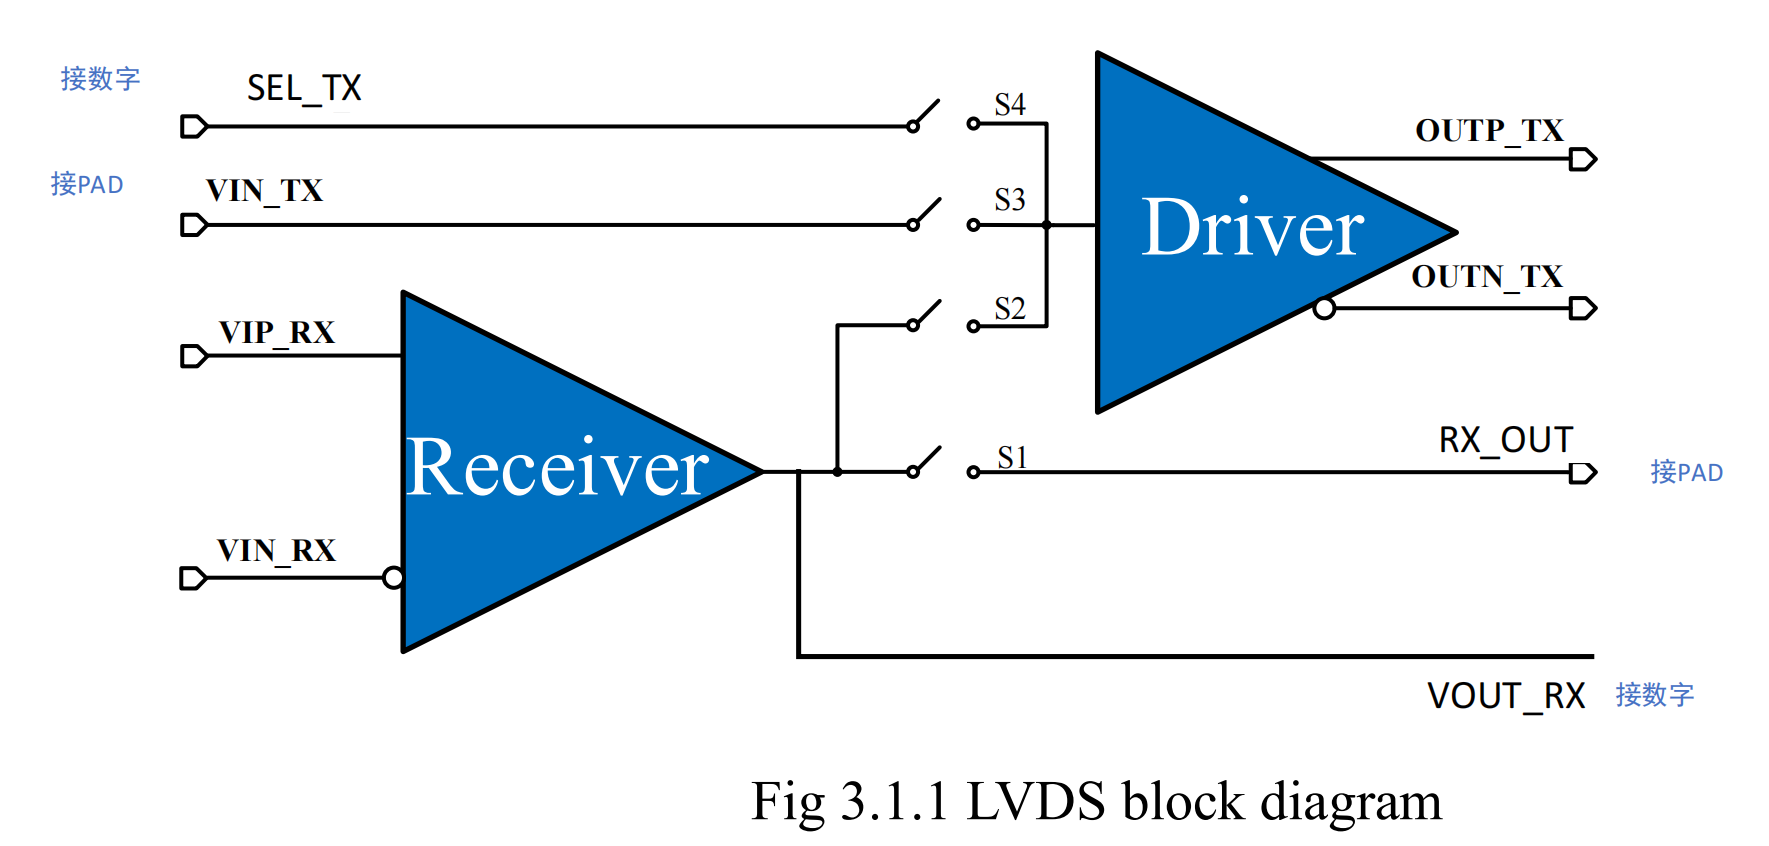 接数字
SEL_TX
S4
OUTP_TX
接PAD
VIN_TX
S3
Driver
OUTN_TX
VIP_RX
S2
Receiver
S1
RX_OUT
接PAD
VIN_RX
VOUT_RX
接数字
Fig 3.1.1 LVDS block diagram